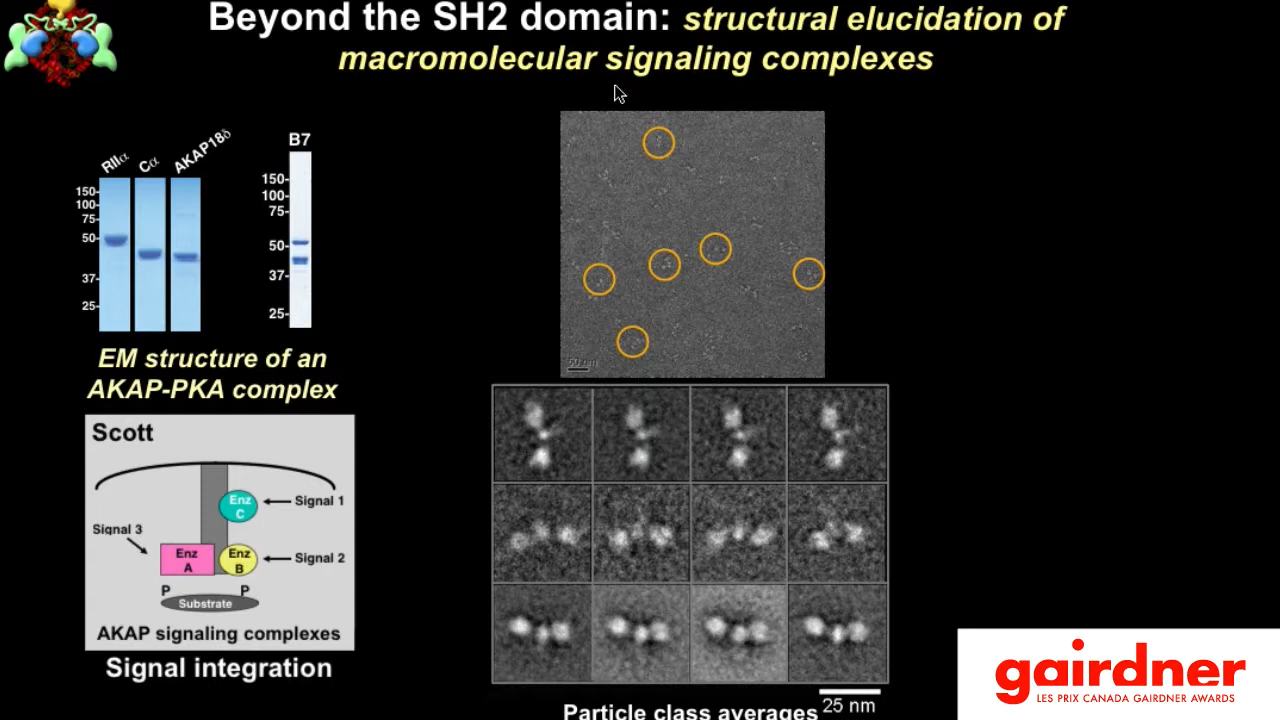 Beyond the SH2 domain: structural elucidation of
macromolecular signaling complexes
RIIα
Cα
AKAP18δ
150-
100-
75-
50-
37-
25-
B7
150-
100-
75-
50-
37-
25-
EM structure of an
AKAP-PKA complex
Scott
Enz
C
Signal 1
Signal 3
Enz
A
Enz
B
Signal 2
P
P
Substrate
AKAP signaling complexes
Signal integration
50 nm
Particle class averages
25 nm
gairdner
LES PRIX CANADA GAIRDNER AWARDS